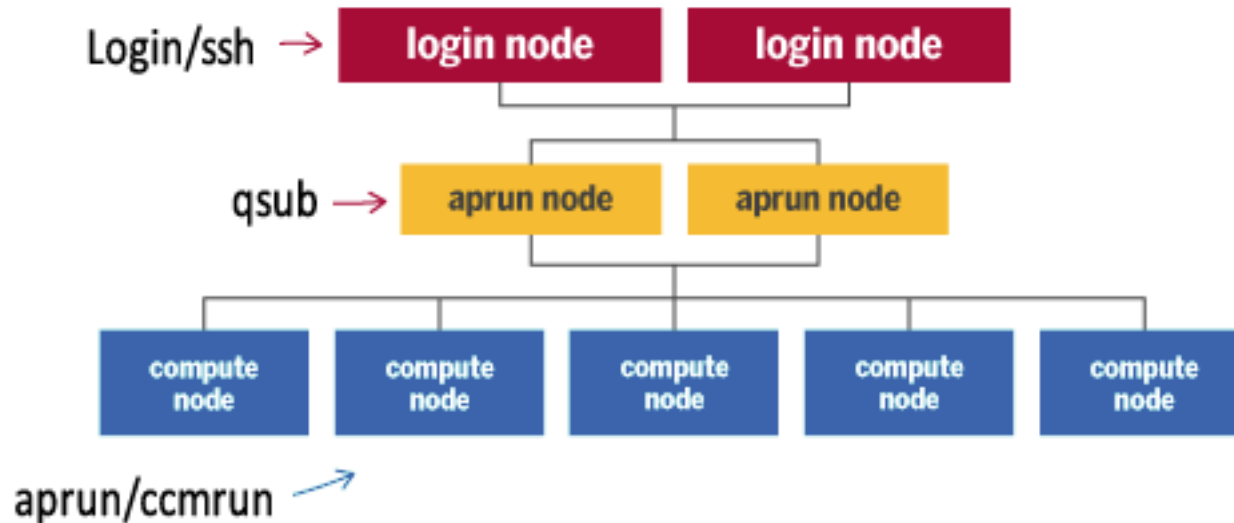 Login/ssh
login node
login node
qsub
aprun node
aprun node
compute
node
compute
node
compute
node
compute
node
compute
node
aprun/ccmrun